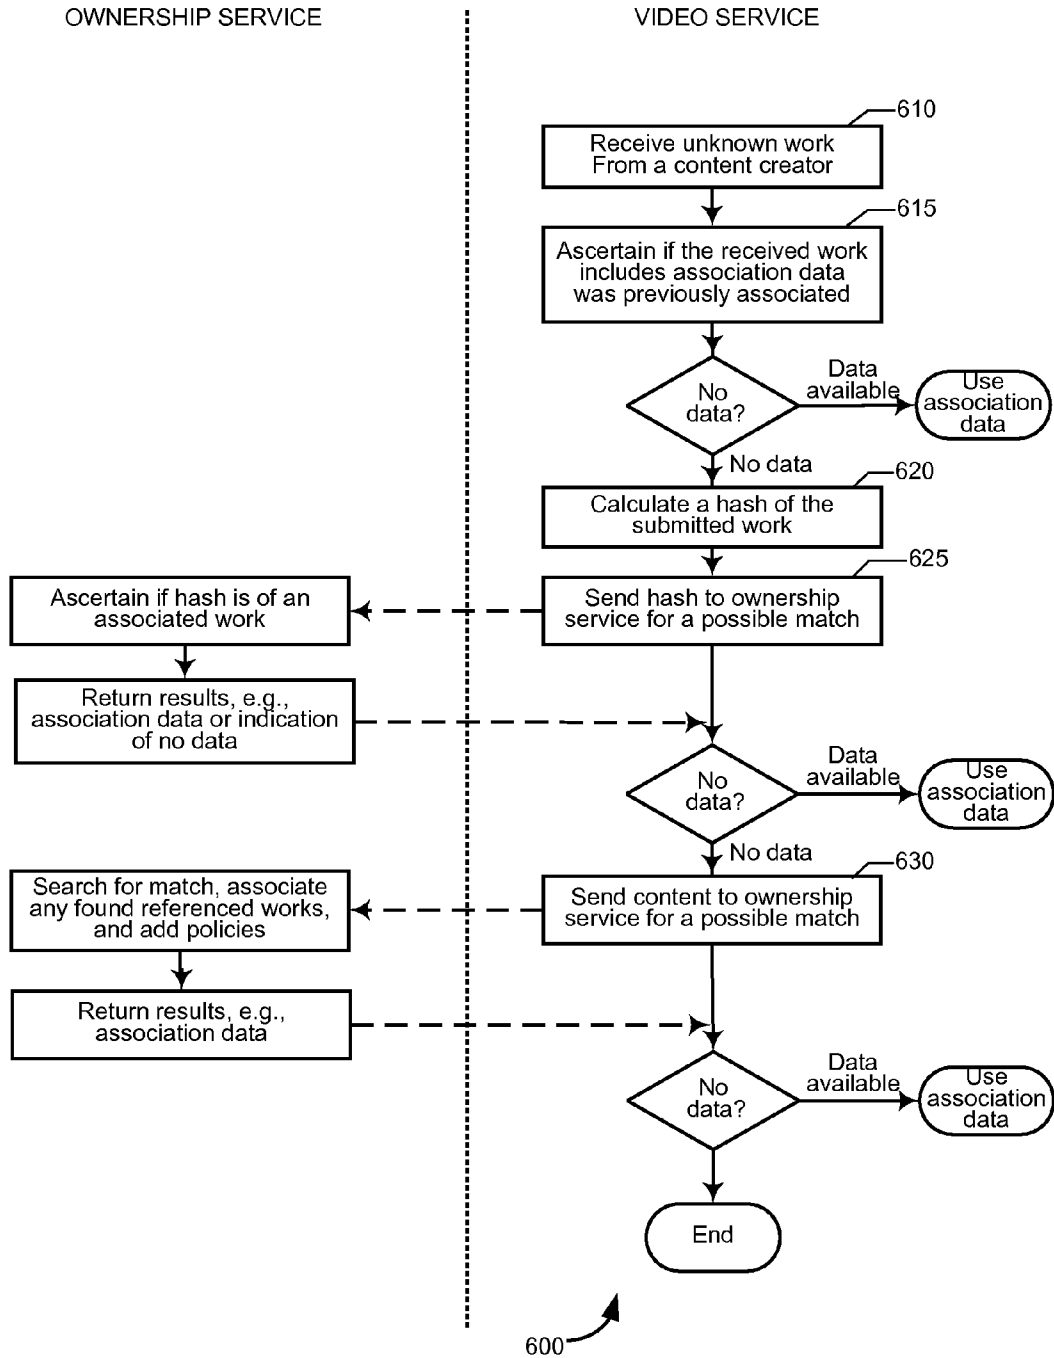 OWNERSHIP SERVICE
VIDEO SERVICE
610
Receive unknown work
From a content creator
615
Ascertain if the received work
includes association data
was previously associated
No
data?
Data
available
Use
association
data
No data
620
Calculate a hash of the
submitted work
625
Send hash to ownership
service for a possible match
Ascertain if hash is of an
associated work
Return results, e.g.,
association data or indication
of no data
No
data?
Data
available
Use
association
data
No data
630
Send content to ownership
service for a possible match
Search for match, associate
any found referenced works,
and add policies
Return results, e.g.,
association data
No
data?
Data
available
Use
association
data
End
600